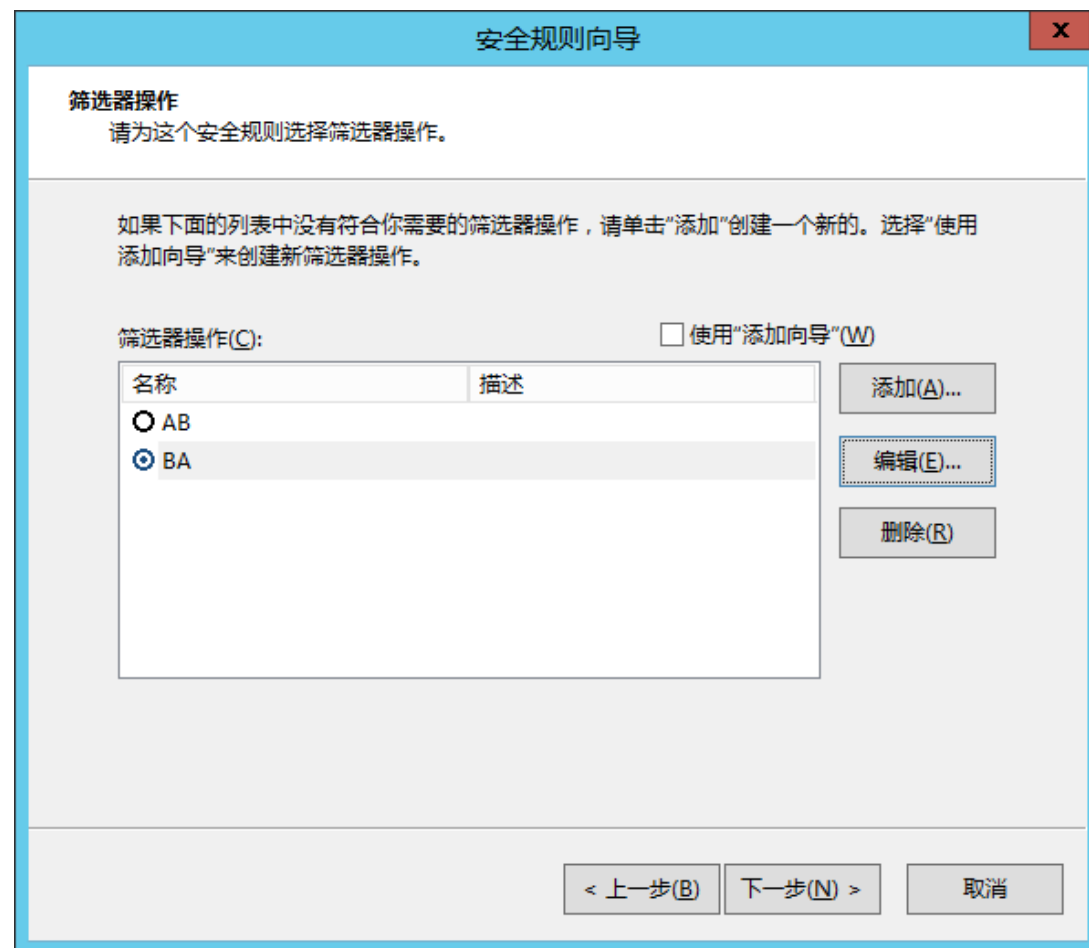 安全规则向导
x
筛选器操作
请为这个安全规则选择筛选器操作。
如果下面的列表中没有符合你需要的筛选器操作，请单击"添加"创建一个新的。选择"使用
添加向导"来创建新筛选器操作。
筛选器操作(C):
使用"添加向导"(W)
名称 描述
添加(A)...
AB
BA
编辑(E)...
删除(R)
< 上一步(B) 下一步(N) > 取消